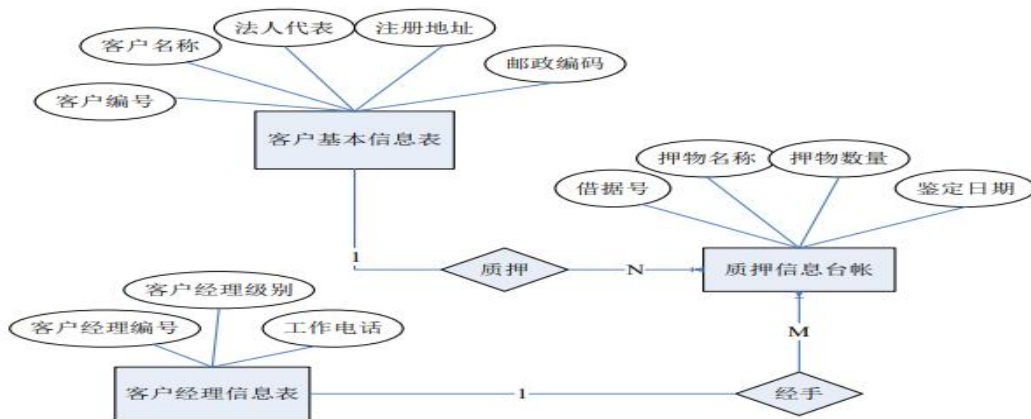 法人代表
注册地址
客户名称
邮政编码
客户编号
客户基本信息表
押物名称
押物数量
借据号
鉴定日期
1
质押
N
质押信息台帐
客户经理级别
客户经理编号
工作电话
M
客户经理信息表
1
经手